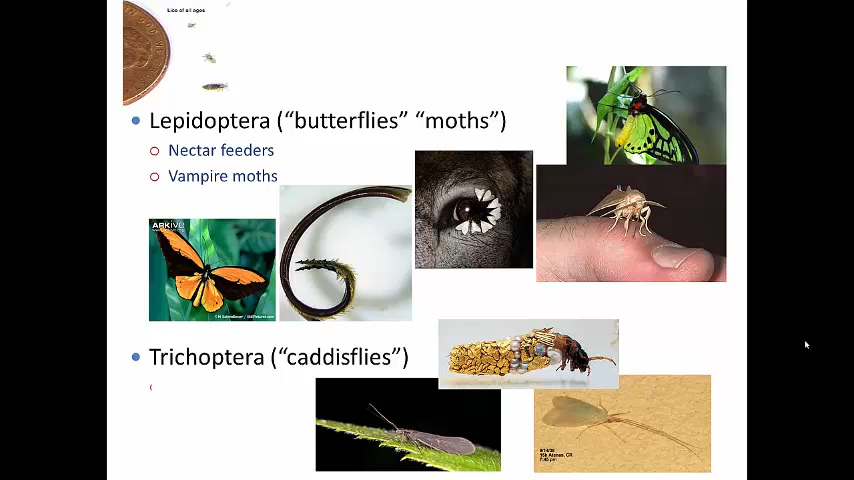 Lice of all ages
Lepidoptera (“butterflies” “moths”)
Nectar feeders
Vampire moths
ARKIVE
Trichoptera (“caddisflies”)